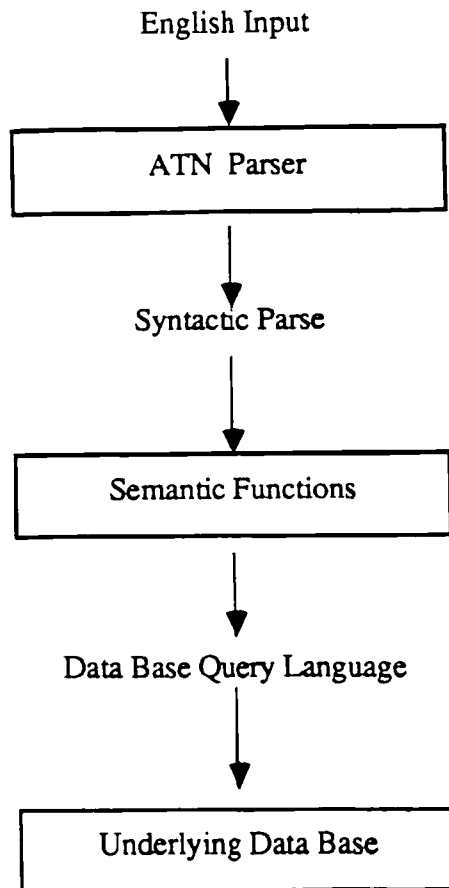 English Input
ATN Parser
Syntactic Parse
Semantic Functions
Data Base Query Language
Underlying Data Base